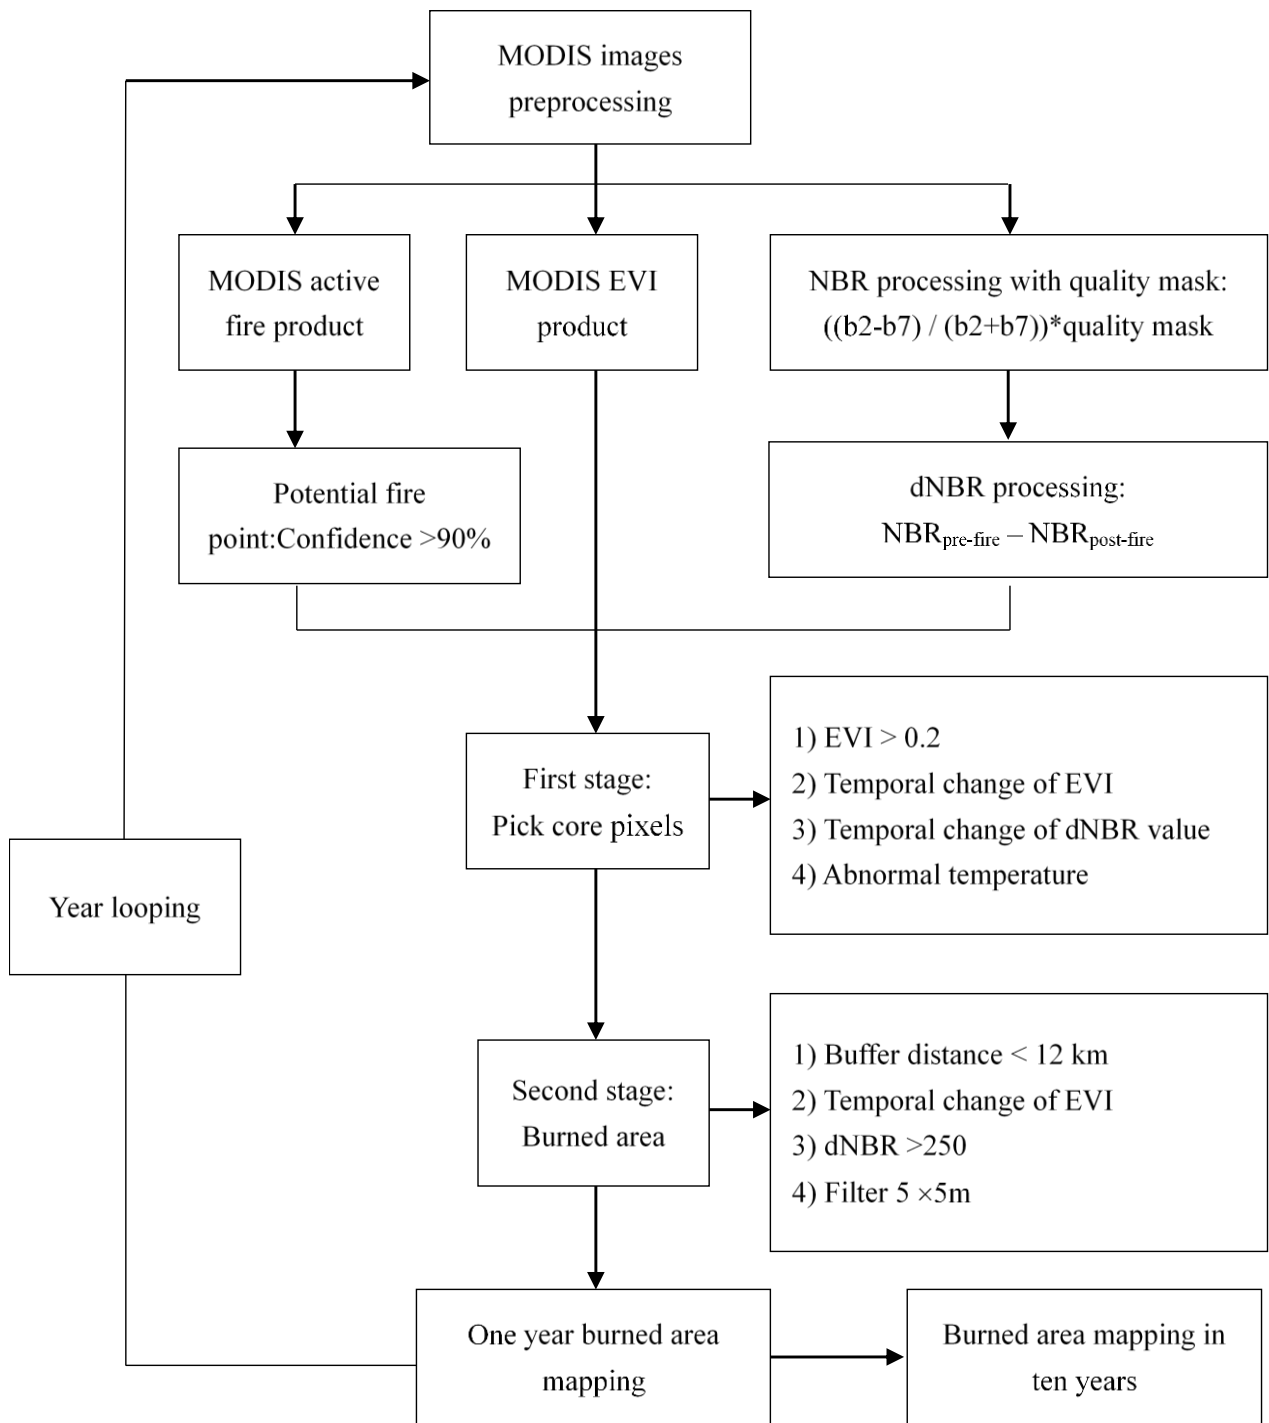 MODIS images
preprocessing
MODIS active
fire product
MODIS EVI
product
NBR processing with quality mask:
((b2-b7) / (b2+b7))*quality mask
Potential fire
point:Confidence >90%
dNBR processing:
NBRpre-fire – NBRpost-fire
First stage:
Pick core pixels
1) EVI > 0.2
2) Temporal change of EVI
3) Temporal change of dNBR value
4) Abnormal temperature
Year looping
Second stage:
Burned area
1) Buffer distance < 12 km
2) Temporal change of EVI
3) dNBR >250
4) Filter 5 ×5m
One year burned area
mapping
Burned area mapping in
ten years